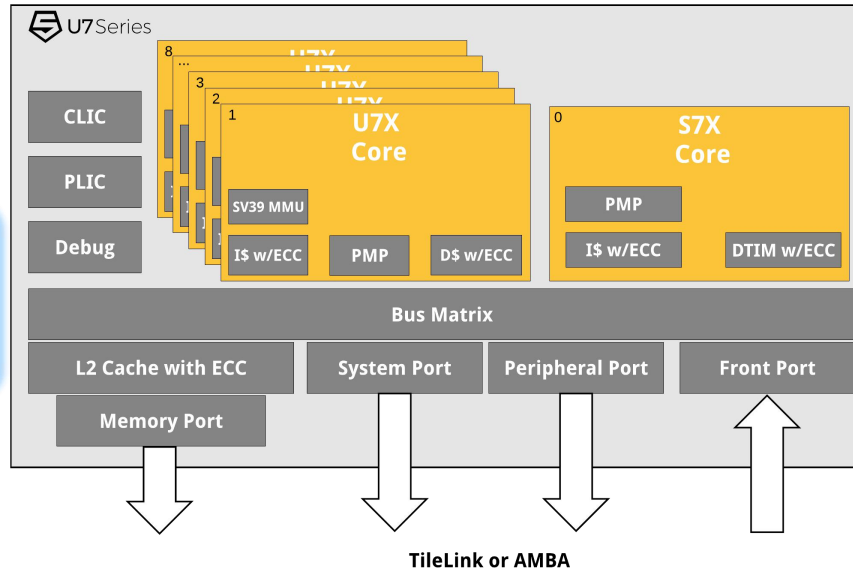 U7 Series
8
...
3
2
1
U7X
Core
SV39 MMU
I$ w/ECC
PMP
D$ w/ECC
0
S7X
Core
PMP
I$ w/ECC
DTIM w/ECC
CLIC
PLIC
Debug
Bus Matrix
L2 Cache with ECC
System Port
Peripheral Port
Front Port
Memory Port
TileLink or AMBA